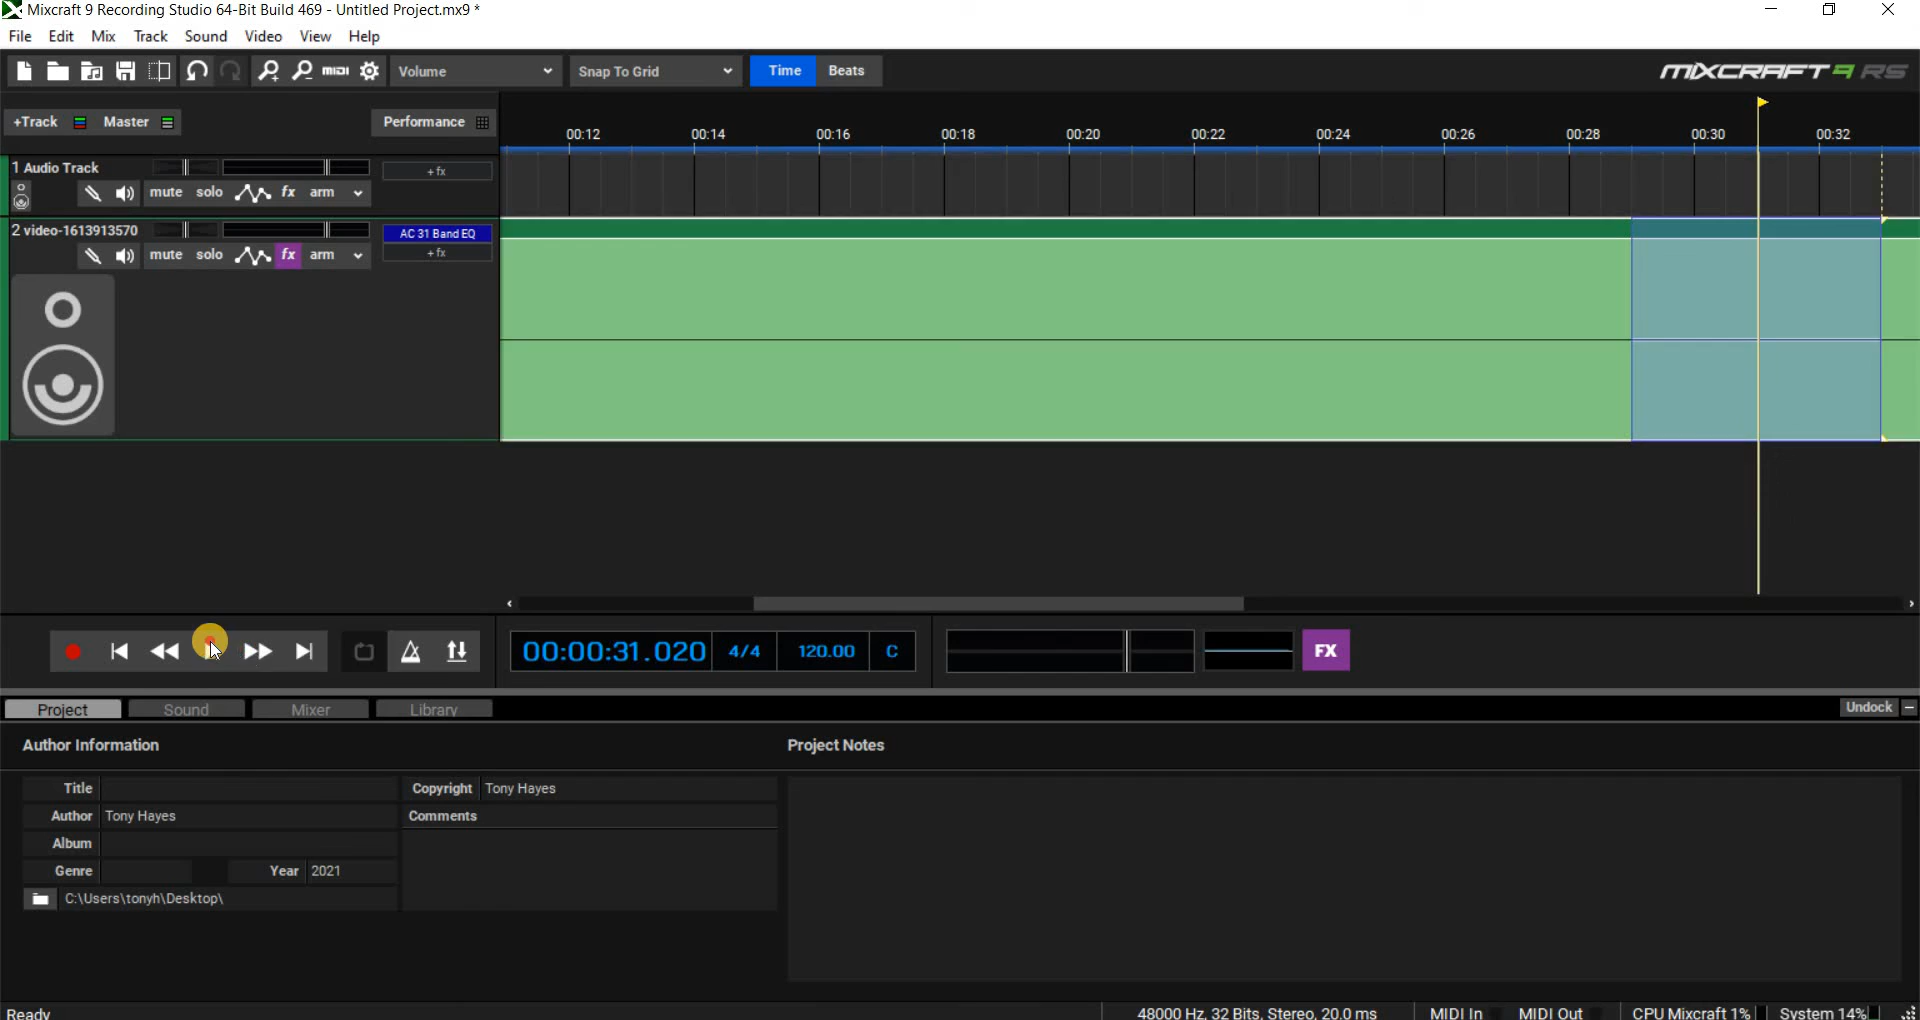 Mixcraft 9 Recording Studio 64-Bit Build 469 - Untitled Project.mx9 *
File Edit Mix Track Sound Video View Help
MIDI Volume Snap To Grid Time Beats MIXCRAFT 9 RS
+Track Master Performance
00:12 00:14 00:16 00:18 00:20 00:22 00:24 00:26 00:28 00:30 00:32
1 Audio Track
+fx
mute solo fx arm
2 video-1613913570
AC 31 Band EQ
mute solo fx arm
+fx
00:00:31.020 4/4 120.00 C FX
Project Sound Mixer Library Undock
Author Information Project Notes
Title Copyright Tony Hayes
Author Tony Hayes Comments
Album
Genre Year 2021
C:\Users\tonyh\Desktop\
Ready 48000 Hz, 32 Bits, Stereo, 20.0 ms MIDI In MIDI Out CPU Mixcraft 1% System 14%